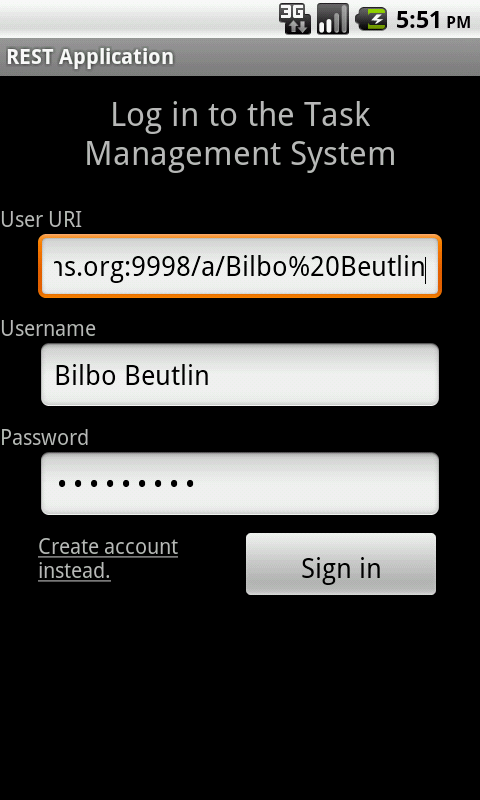 3G 5:51 PM
REST Application
Log in to the Task
Management System
User URI
s.org:9998/a/Bilbo%20Beutlin
Username
Bilbo Beutlin
Password
•••••••••
Create account
instead.
Sign in